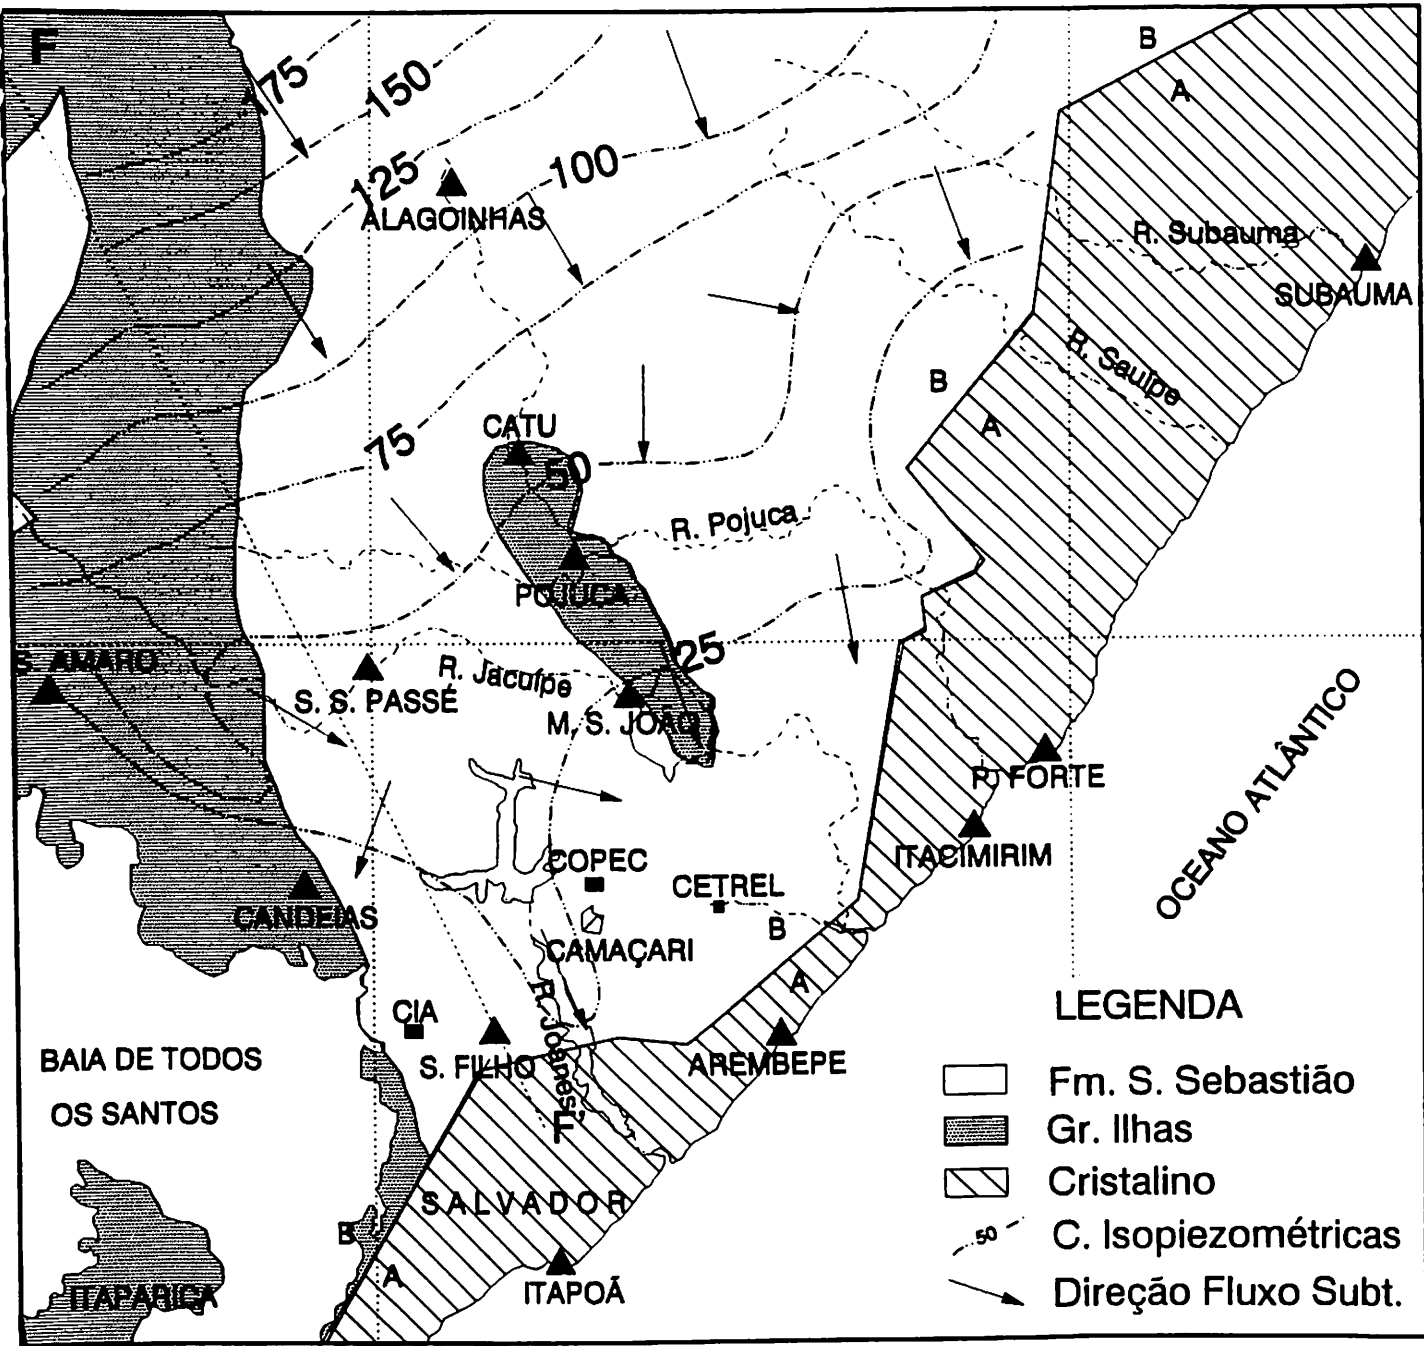 F
B
A
175
150
125
100
ALAGOINHAS
R. Subauma
SUBAUMA
R. Sauípe
B
A
75
CATU
50
R. Pojuca
POJUCA
25
S. AMARO
R. Jacuípe
S. S. PASSÉ
M. S. JOÃO
P. FORTE
ITACIMIRIM
OCEANO ATLÂNTICO
COPEC
CETREL
CANDEIAS
CAMAÇARI
B
A
CIA
R. Joanes
S. FILHO
AREMBEPE
BAIA DE TODOS
OS SANTOS
SALVADOR
B
A
ITAPOÃ
ITAPARICA
LEGENDA
Fm. S. Sebastião
Gr. Ilhas
Cristalino
50
C. Isopiezométricas
Direção Fluxo Subt.